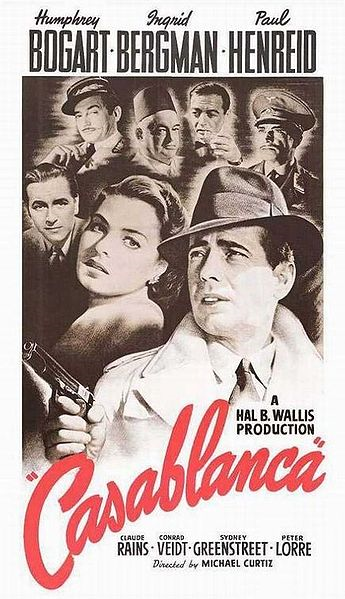 Humphrey Ingrid Paul
BOGART · BERGMAN · HENREID
A
HAL B. WALLIS
PRODUCTION
"Casablanca"
CLAUDE CONRAD SYDNEY PETER
RAINS · VEIDT · GREENSTREET · LORRE
Directed by MICHAEL CURTIZ